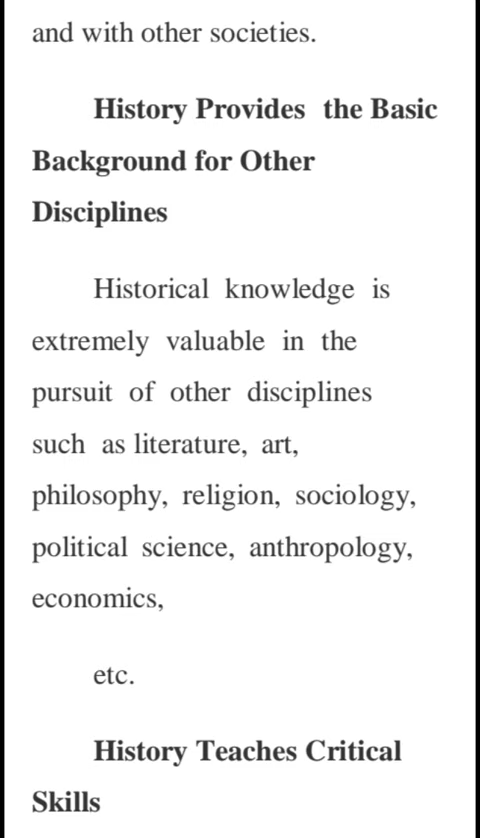 and with other societies.
History Provides the Basic
Background for Other
Disciplines
Historical knowledge is
extremely valuable in the
pursuit of other disciplines
such as literature, art,
philosophy, religion, sociology,
political science, anthropology,
economics,
etc.
History Teaches Critical
Skills